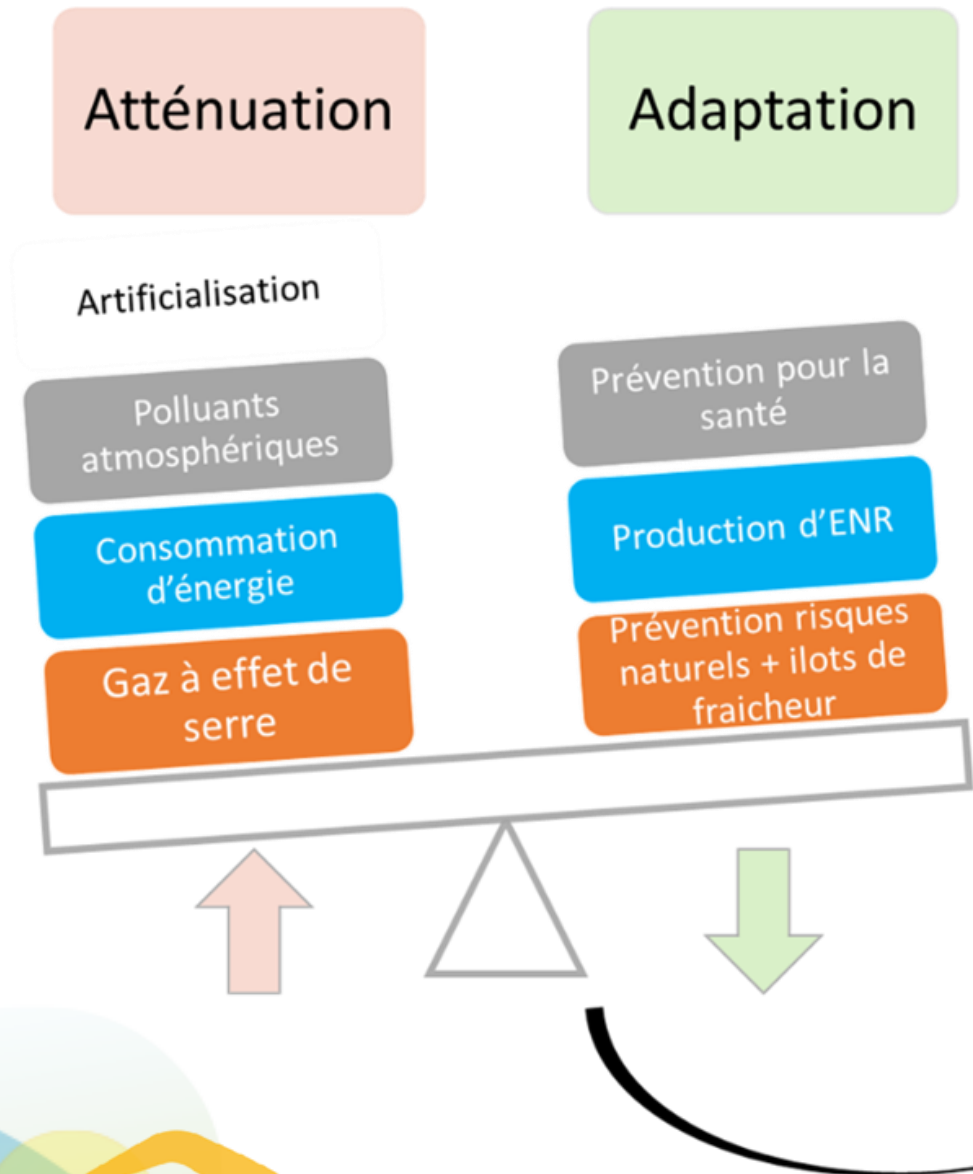 Atténuation
Adaptation
Artificialisation
Polluants
atmosphériques
Consommation
d'énergie
Gaz à effet de
serre
Prévention pour la
santé
Production d'ENR
Prévention risques
naturels + ilots de
fraicheur